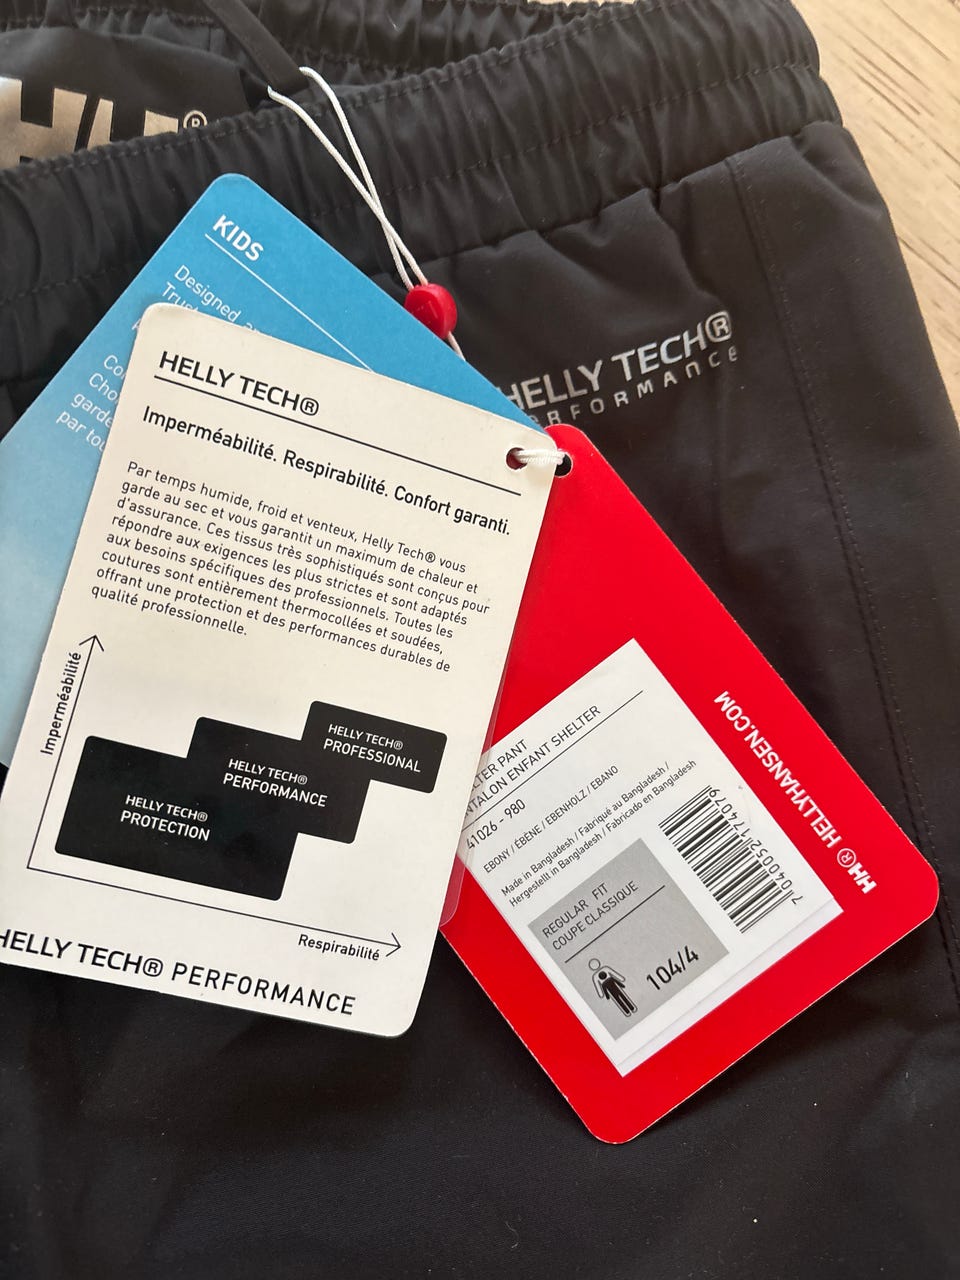 HH®
KIDS
Designed
HELLY TECH®
PERFORMANCE
HELLY TECH®
Imperméabilité. Respirabilité. Confort garanti.
Par temps humide, froid et venteux, Helly Tech® vous
garde au sec et vous garantit un maximum de chaleur et
d'assurance. Ces tissus très sophistiqués sont conçus pour
répondre aux exigences les plus strictes et sont adaptés
aux besoins spécifiques des professionnels. Toutes les
coutures sont entièrement thermocollées et soudées,
offrant une protection et des performances durables de
qualité professionnelle.
Imperméabilité
HELLY TECH®
PROFESSIONAL
HELLY TECH®
PERFORMANCE
HELLY TECH®
PROTECTION
Respirabilité
HELLY TECH® PERFORMANCE
HH® HELLYHANSEN.COM
PANT
ENFANT SHELTER
41026 - 980
EBONY / ÉBÈNE / EBENHOLZ / EBANO
Made in Bangladesh / Fabriqué au Bangladesh /
Hergestellt in Bangladesh / Fabricado en Bangladesh
7040052174079
REGULAR FIT
COUPE CLASSIQUE
104/4